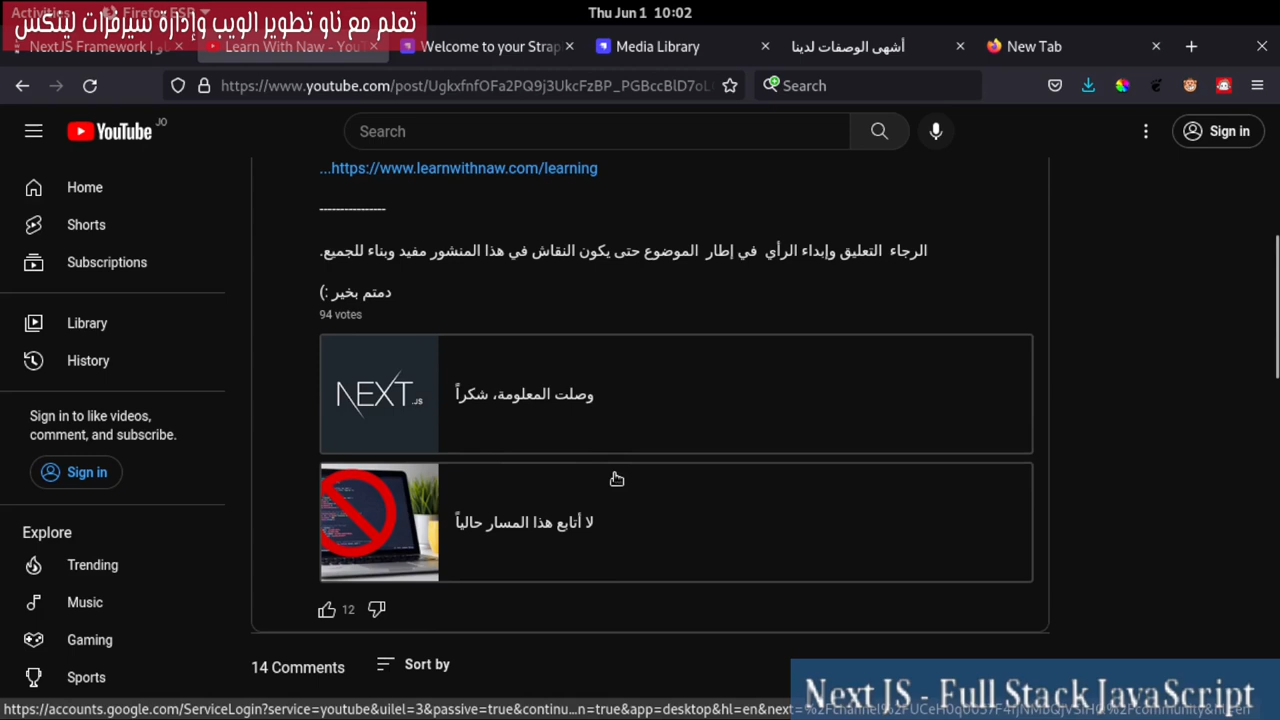 Activities
Firefox ESR
Thu Jun 1 10:02
تعلم مع ناو تطوير الويب وإدارة سيرفرات لينكس
NextJS Framework | ناو
Learn With Naw - YouT
Welcome to your Strap
Media Library
أشهى الوصفات لدينا
New Tab
https://www.youtube.com/post/UgkxfnfOFa2PQ9j3UkcFzBP_PGBccBlD7oL
Search
YouTube JO
Search
Sign in
Home
Shorts
Subscriptions
Library
History
Sign in to like videos,
comment, and subscribe.
Sign in
Explore
Trending
Music
Gaming
Sports
...https://www.learnwithnaw.com/learning
----------------
الرجاء التعليق وإبداء الرأي في إطار الموضوع حتى يكون النقاش في هذا المنشور مفيد وبناء للجميع.
دمتم بخير :)
94 votes
NEXT.JS
وصلت المعلومة، شكراً
لا أتابع هذا المسار حالياً
12
14 Comments
Sort by
Next JS - Full Stack JavaScript